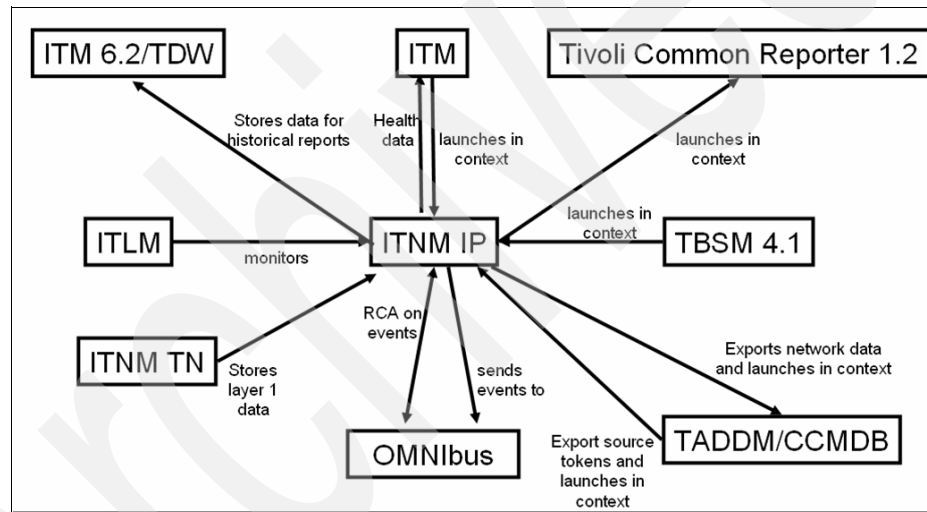 ITM 6.2/TDW
ITM
Tivoli Common Reporter 1.2
Stores data for
historical reports
Health
data
launches in
context
launches in
context
ITLM
monitors
ITNM IP
launches in
context
TBSM 4.1
RCA on
events
ITNM TN
Stores
layer 1
data
sends
events to
Exports network data
and launches in context
OMNIbus
Export source
tokens and
launches in
context
TADDM/CCMDB